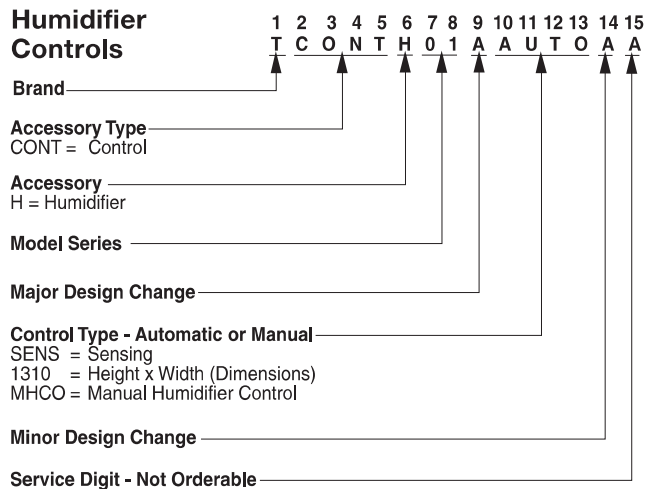 Humidifier
Controls
1 2 3 4 5 6 7 8 9 10 11 12 13 14 15
T C O N T H 0 1 A A U T O A A
Brand
Accessory Type
CONT = Control
Accessory
H = Humidifier
Model Series
Major Design Change
Control Type - Automatic or Manual
SENS = Sensing
1310 = Height x Width (Dimensions)
MHCO = Manual Humidifier Control
Minor Design Change
Service Digit - Not Orderable